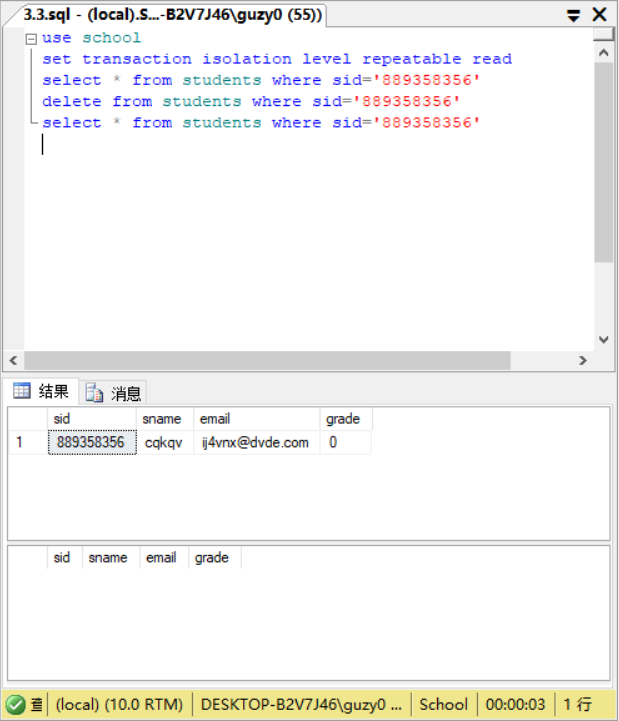 3.3.sql - (local).S...-B2V7J46\guzy0 (55))
use school
set transaction isolation level repeatable read
select * from students where sid='889358356'
delete from students where sid='889358356'
select * from students where sid='889358356'
结果 消息
sid sname email grade
1 889358356 cqkqv ij4vnx@dvde.com 0
sid sname email grade
(local) (10.0 RTM) DESKTOP-B2V7J46\guzy0 ... School 00:00:03 1 行